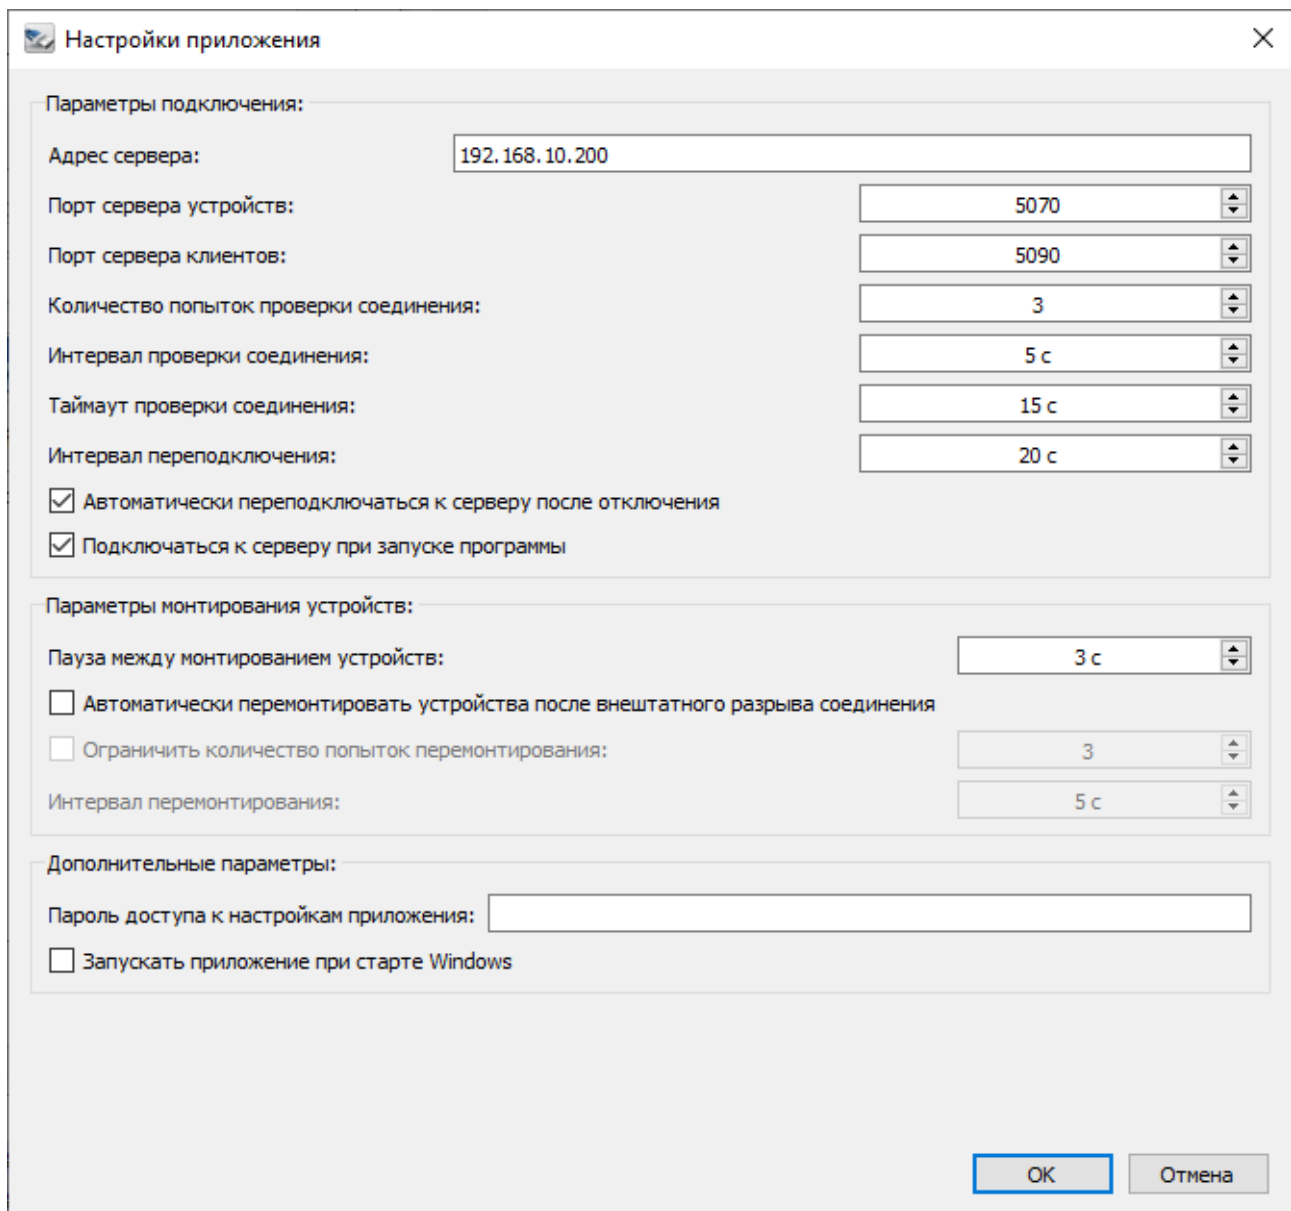 Настройки приложения
Параметры подключения:
Адрес сервера: 192.168.10.200
Порт сервера устройств: 5070
Порт сервера клиентов: 5090
Количество попыток проверки соединения: 3
Интервал проверки соединения: 5 с
Таймаут проверки соединения: 15 с
Интервал переподключения: 20 с
Автоматически переподключаться к серверу после отключения
Подключаться к серверу при запуске программы
Параметры монтирования устройств:
Пауза между монтированием устройств: 3 с
Автоматически перемонтировать устройства после внештатного разрыва соединения
Ограничить количество попыток перемонтирования: 3
Интервал перемонтирования: 5 с
Дополнительные параметры:
Пароль доступа к настройкам приложения:
Запускать приложение при старте Windows
OK Отмена